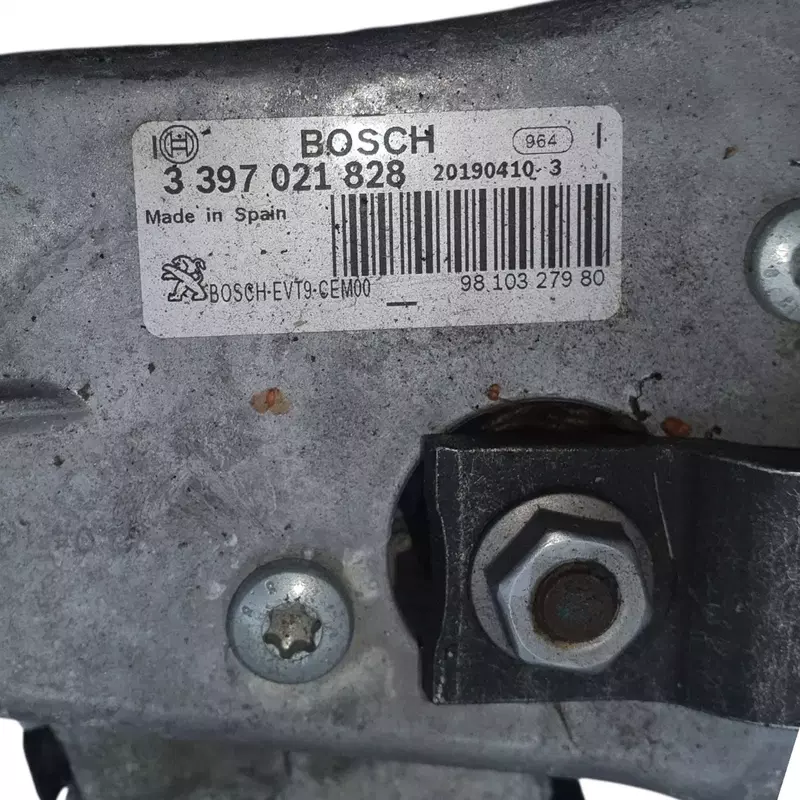 BOSCH 964
3 397 021 828 20190410-3
Made in Spain
BOSCH-EVT9-CEM00 98 103 279 80